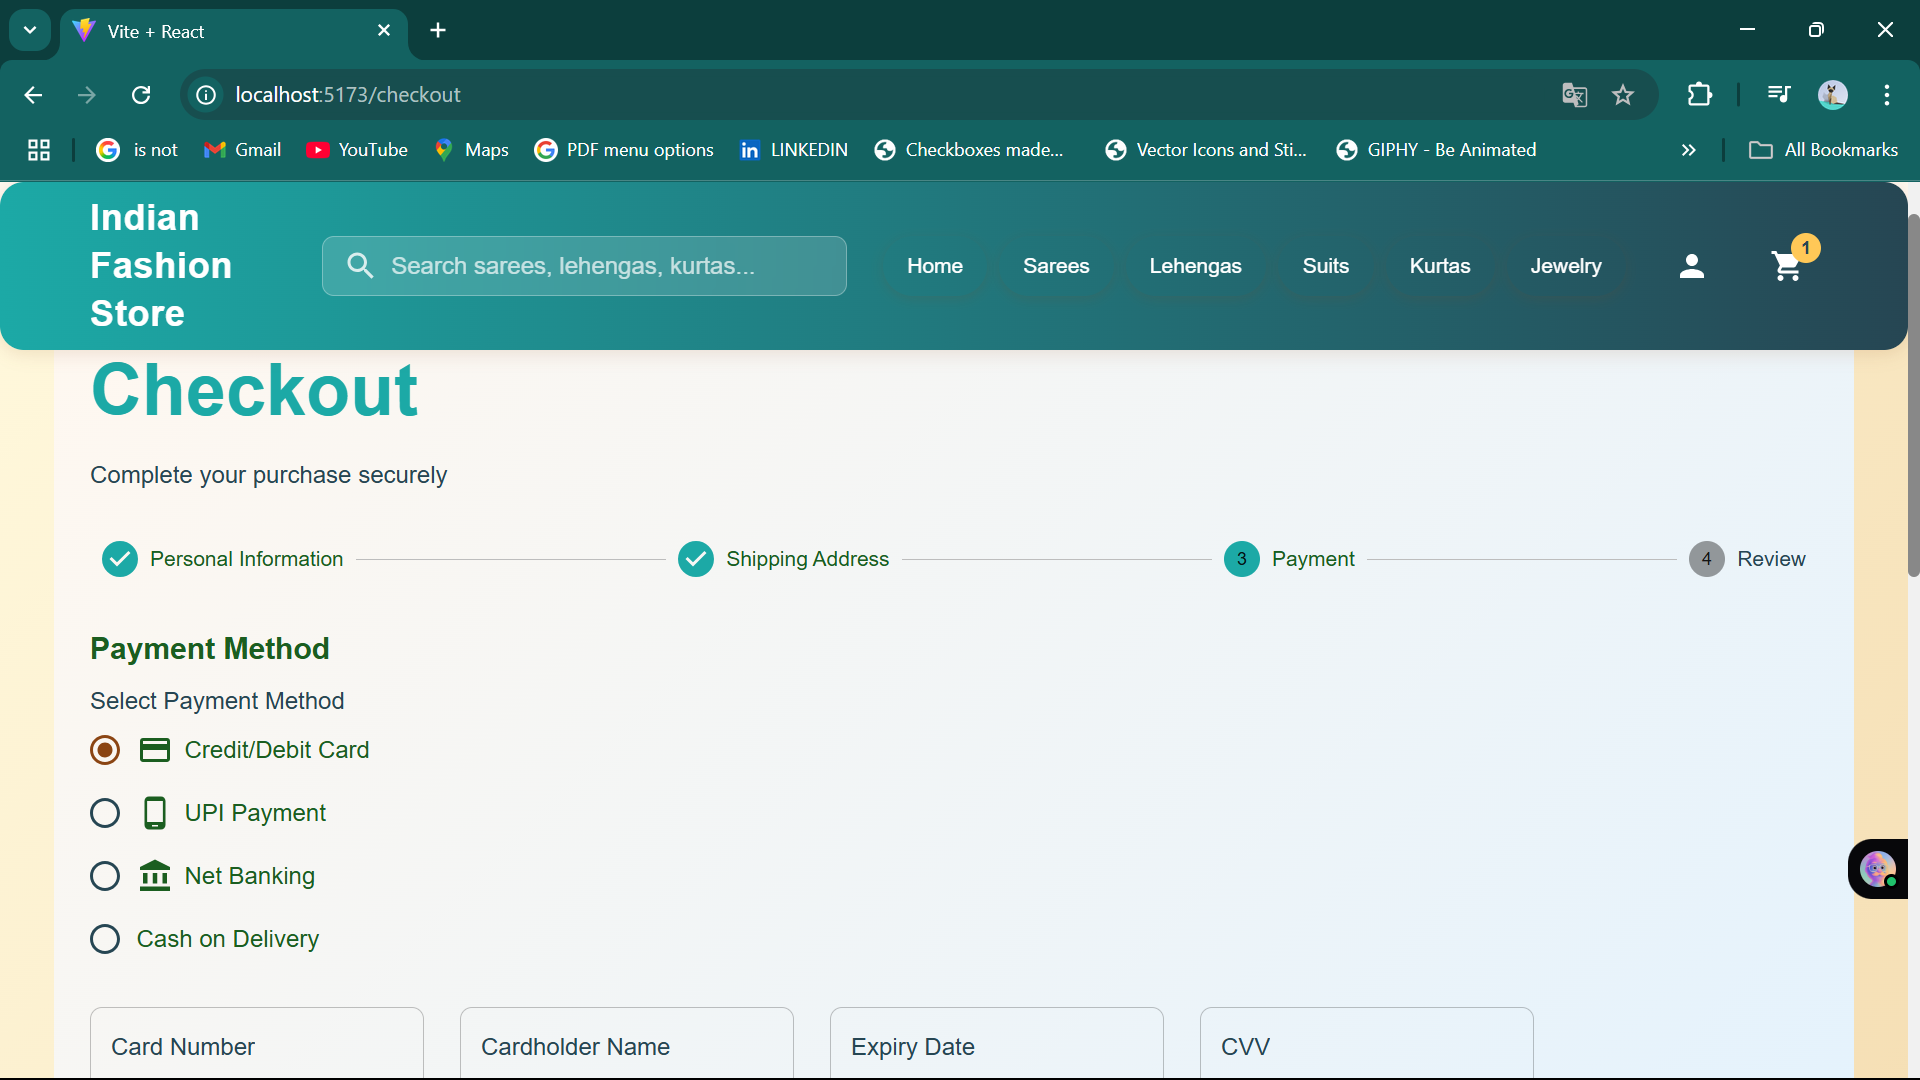 Vite + React
localhost:5173/checkout
is not
Gmail
YouTube
Maps
PDF menu options
in LINKEDIN
Checkboxes made...
Vector Icons and Sti...
GIPHY - Be Animated
All Bookmarks
Indian
Fashion
Store
Search sarees, lehengas, kurtas...
Home
Sarees
Lehengas
Suits
Kurtas
Jewelry
1
Checkout
Complete your purchase securely
Personal Information
Shipping Address
3 Payment
4 Review
Payment Method
Select Payment Method
Credit/Debit Card
UPI Payment
Net Banking
Cash on Delivery
Card Number
Cardholder Name
Expiry Date
CVV